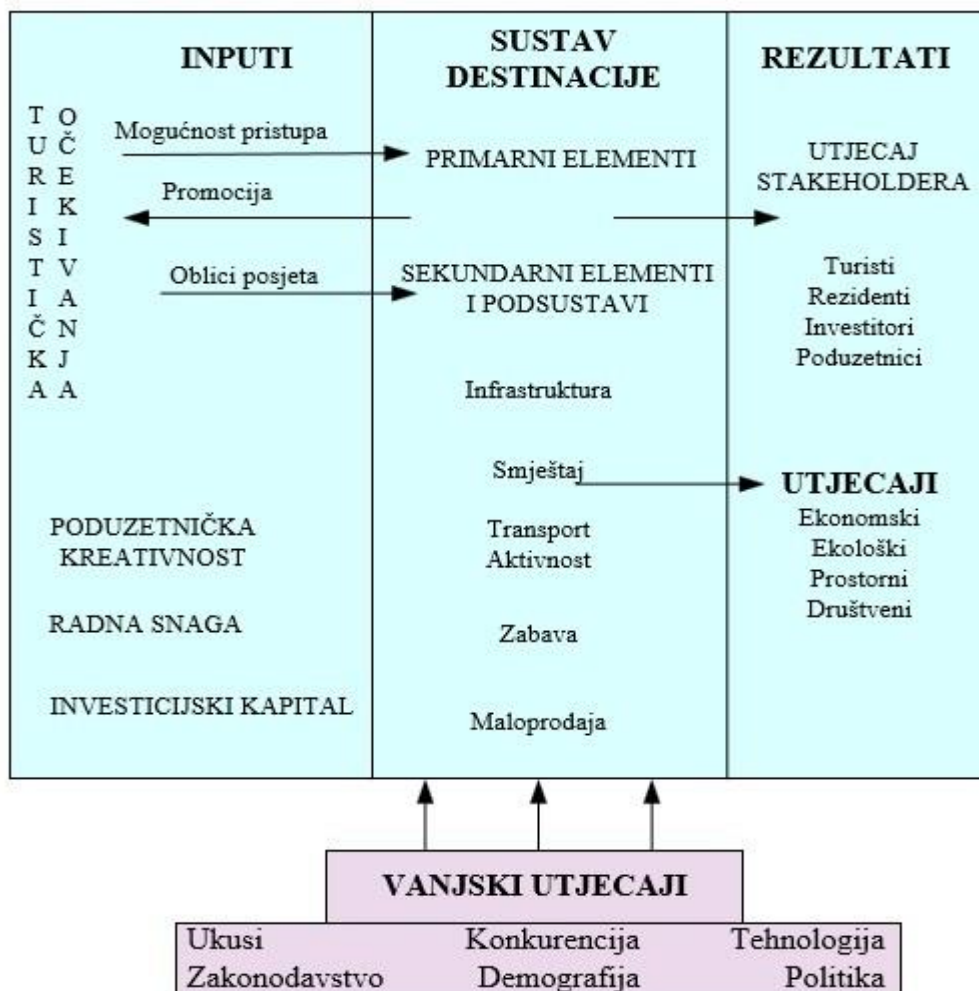 INPUTI
TURISTIČKA
OČEKIVANJA
Mogućnost pristupa
Promocija
Oblici posjeta
PODUZETNIČKA
KREATIVNOST
RADNA SNAGA
INVESTICIJSKI KAPITAL
SUSTAV
DESTINACIJE
PRIMARNI ELEMENTI
SEKUNDARNI ELEMENTI
I PODSUSTAVI
Infrastruktura
Smještaj
Transport
Aktivnost
Zabava
Maloprodaja
REZULTATI
UTJECAJ
STAKEHOLDERA
Turisti
Rezidenti
Investitori
Poduzetnici
UTJECAJI
Ekonomski
Ekološki
Prostorni
Društveni
VANJSKI UTJECAJI
Ukusi Konkurencija Tehnologija
Zakonodavstvo Demografija Politika